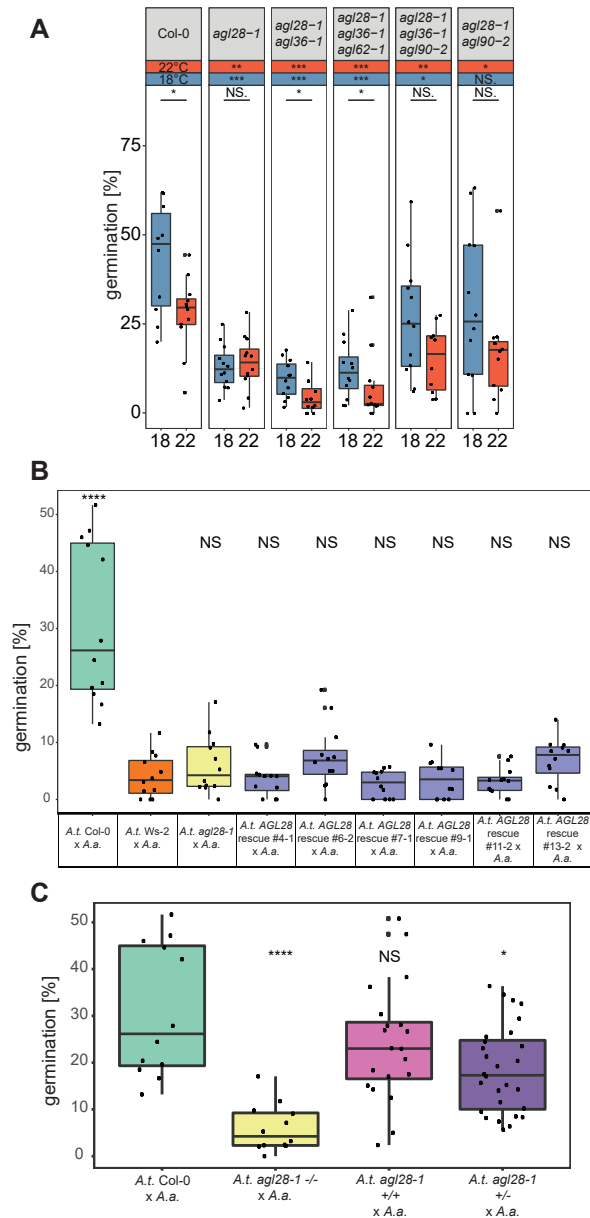 A
Col-0 agl28−1 agl28−1 agl28−1 agl28−1 agl28−1
agl36−1 agl36−1 agl36−1 agl90−2
agl62−1 agl90−2
22°C ** *** *** ** *
18°C *** *** *** * NS.
* NS. * * NS. NS.
germination [%]
75
50
25
0
18 22 18 22 18 22 18 22 18 22 18 22
B
**** NS NS NS NS NS NS NS
germination [%]
50
40
30
20
10
0
A.t. Col-0 x A.a.
A.t. Ws-2 x A.a.
A.t. agl28-1 x A.a.
A.t. AGL28 rescue #4-1 x A.a.
A.t. AGL28 rescue #6-2 x A.a.
A.t. AGL28 rescue #7-1 x A.a.
A.t. AGL28 rescue #9-1 x A.a.
A.t. AGL28 rescue #11-2 x A.a.
A.t. AGL28 rescue #13-2 x A.a.
C
**** NS *
germination [%]
50
40
30
20
10
0
A.t. Col-0 x A.a.
A.t. agl28-1 -/- x A.a.
A.t. agl28-1 +/+ x A.a.
A.t. agl28-1 +/- x A.a.